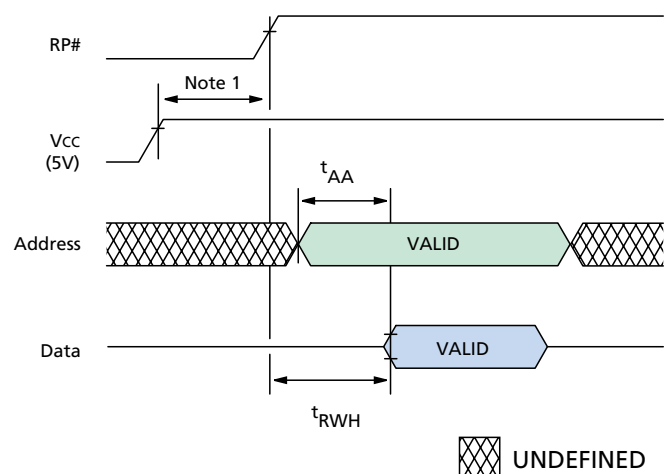 RP#
Note 1
Vcc
(5V)
tAA
Address
VALID
Data
VALID
tRWH
UNDEFINED